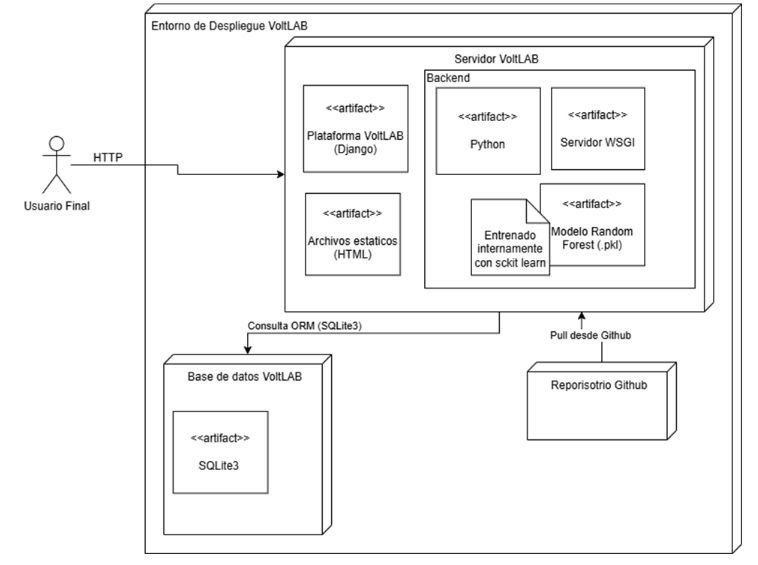 Entorno de Despliegue VoltLAB
Servidor VoltLAB
Backend
<<artifact>>
Plataforma VoltLAB
(Django)
<<artifact>>
Python
<<artifact>>
Servidor WSGI
HTTP
Usuario Final
<<artifact>>
Archivos estaticos
(HTML)
Entrenado
internamente
con sckit learn
<<artifact>>
Modelo Random
Forest (.pkl)
Consulta ORM (SQLite3)
Pull desde Github
Base de datos VoltLAB
<<artifact>>
SQLite3
Reporisotrio Github